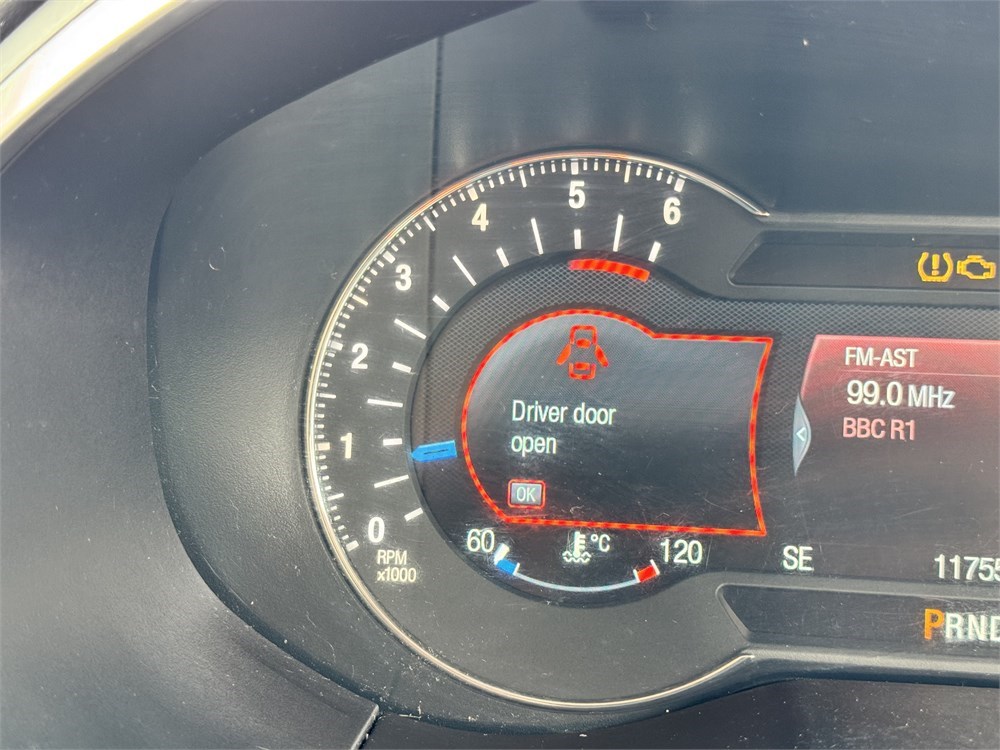 0
1
2
3
4
5
6
RPM
x1000
Driver door
open
OK
60
°C
120
FM-AST
99.0 MHz
BBC R1
<
SE
11755
PRND